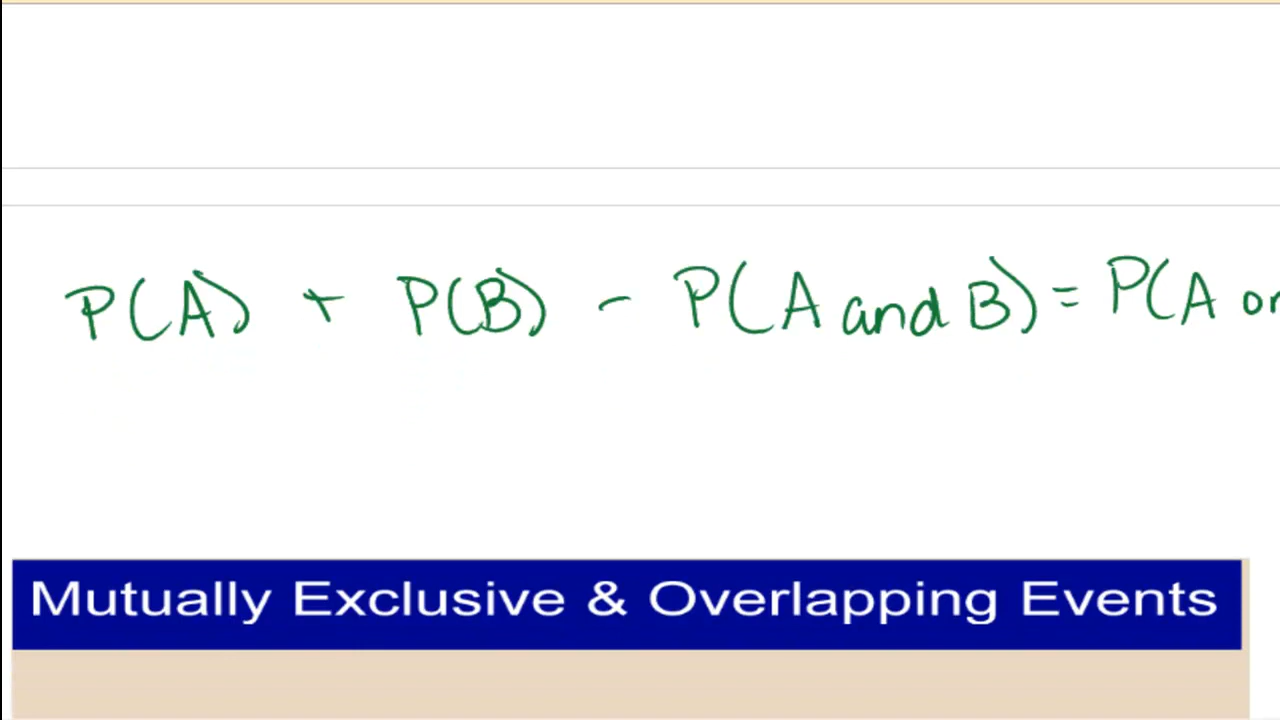 P(A) + P(B) - P(A and B) = P(A or
Mutually Exclusive & Overlapping Events